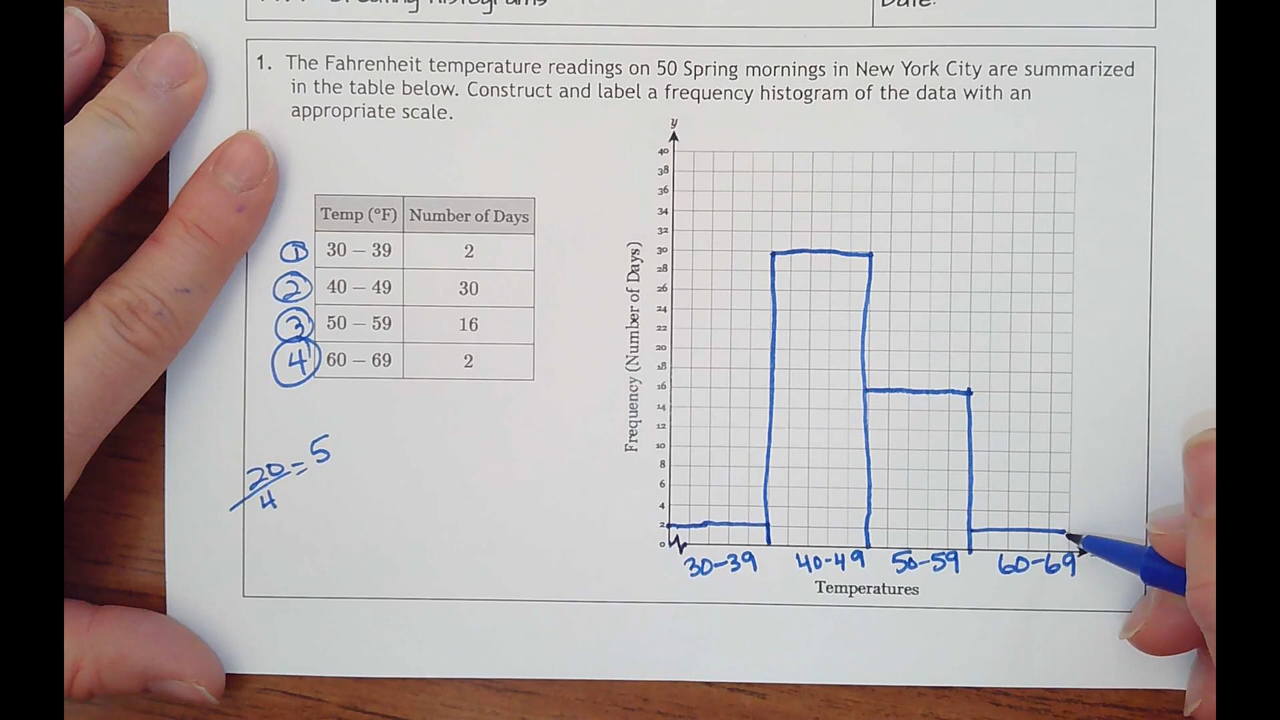 Creating Histograms
Date:
1. The Fahrenheit temperature readings on 50 Spring mornings in New York City are summarized
in the table below. Construct and label a frequency histogram of the data with an
appropriate scale.
Temp (°F) Number of Days
1 30 – 39 2
2 40 – 49 30
3 50 – 59 16
4 60 – 69 2
20/4 = 5
y
Frequency (Number of Days)
40
38
36
34
32
30
28
26
24
22
20
18
16
14
12
10
8
6
4
2
0
30-39 40-49 50-59 60-69
Temperatures